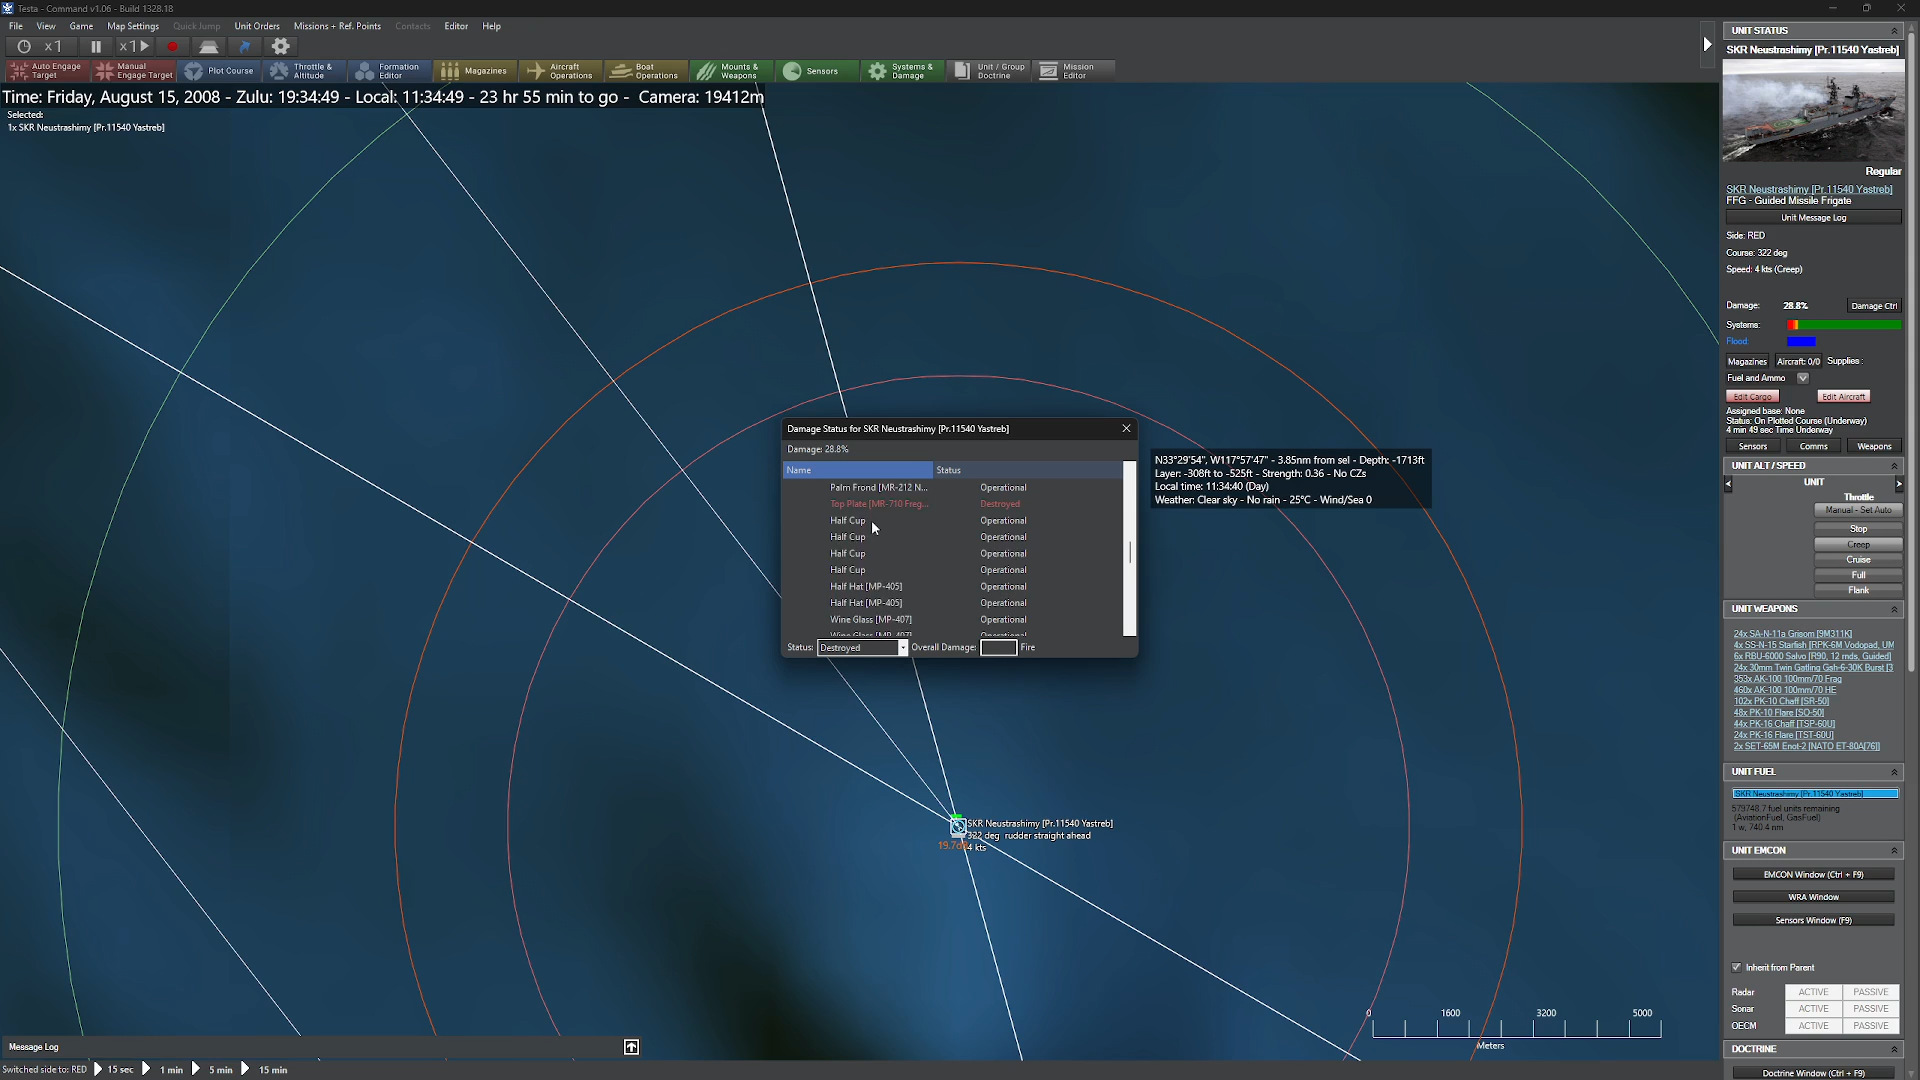 Testa - Command v1.06 - Build 1328.18
File View Game Map Settings Quick Jump Unit Orders Missions + Ref. Points Contacts Editor Help
x1 x1
Auto Engage Target
Manual Engage Target
Plot Course
Throttle & Altitude
Formation Editor
Magazines
Aircraft Operations
Boat Operations
Mounts & Weapons
Sensors
Systems & Damage
Unit / Group Doctrine
Mission Editor
Time: Friday, August 15, 2008 - Zulu: 19:34:49 - Local: 11:34:49 - 23 hr 55 min to go - Camera: 19412m
Selected:
1x SKR Neustrashimy [Pr.11540 Yastreb]
Damage Status for SKR Neustrashimy [Pr.11540 Yastreb]
Damage: 28.8%
Name Status
Palm Frond [MR-212 N... Operational
Top Plate [MR-710 Freg... Destroyed
Half Cup Operational
Half Cup Operational
Half Cup Operational
Half Cup Operational
Half Hat [MP-405] Operational
Half Hat [MP-405] Operational
Wine Glass [MP-407] Operational
Wine Glass [MP-407] Operational
Status: Destroyed Overall Damage: Fire
N33°29'54", W117°57'47" - 3.85nm from sel - Depth: -1713ft
Layer: -308ft to -525ft - Strength: 0.36 - No CZs
Local time: 11:34:40 (Day)
Weather: Clear sky - No rain - 25°C - Wind/Sea 0
SKR Neustrashimy [Pr.11540 Yastreb]
322 deg rudder straight ahead
4 kts
0 1600 3200 5000
Meters
Message Log
Switched side to: RED 15 sec 1 min 5 min 15 min
UNIT STATUS
SKR Neustrashimy [Pr.11540 Yastreb]
Regular
SKR Neustrashimy [Pr.11540 Yastreb]
FFG - Guided Missile Frigate
Unit Message Log
Side: RED
Course: 322 deg
Speed: 4 kts (Creep)
Damage: 28.8% Damage Ctrl
Systems:
Flood:
Magazines Aircraft: 0/0 Supplies:
Fuel and Ammo
Edit Cargo Edit Aircraft
Assigned base: None
Status: On Plotted Course (Underway)
4 min 49 sec Time Underway
Sensors Comms Weapons
UNIT ALT / SPEED
UNIT
Throttle
Manual - Set Auto
Stop
Creep
Cruise
Full
Flank
UNIT WEAPONS
24x SA-N-11a Grisom [9M311K]
4x SS-N-15 Starfish [RPK-6M Vodopad, UM
6x RBU-6000 Salvo [R90, 12 rnds, Guided]
24x 30mm Twin Gatling Gsh-6-30K Burst [3
353x AK-100 100mm/70 Frag
460x AK-100 100mm/70 HE
102x PK-10 Chaff [SR-50]
48x PK-10 Flare [SO-50]
44x PK-16 Chaff [TSP-60U]
24x PK-16 Flare [TST-60U]
2x SET-65M Enot-2 [NATO ET-80A[76]]
UNIT FUEL
SKR Neustrashimy [Pr.11540 Yastreb]
579748.7 fuel units remaining
(AviationFuel, GasFuel)
1 w, 740.4 nm
UNIT EMCON
EMCON Window (Ctrl + F9)
WRA Window
Sensors Window (F9)
Inherit from Parent
Radar ACTIVE PASSIVE
Sonar ACTIVE PASSIVE
OECM ACTIVE PASSIVE
DOCTRINE
Doctrine Window (Ctrl + F9)